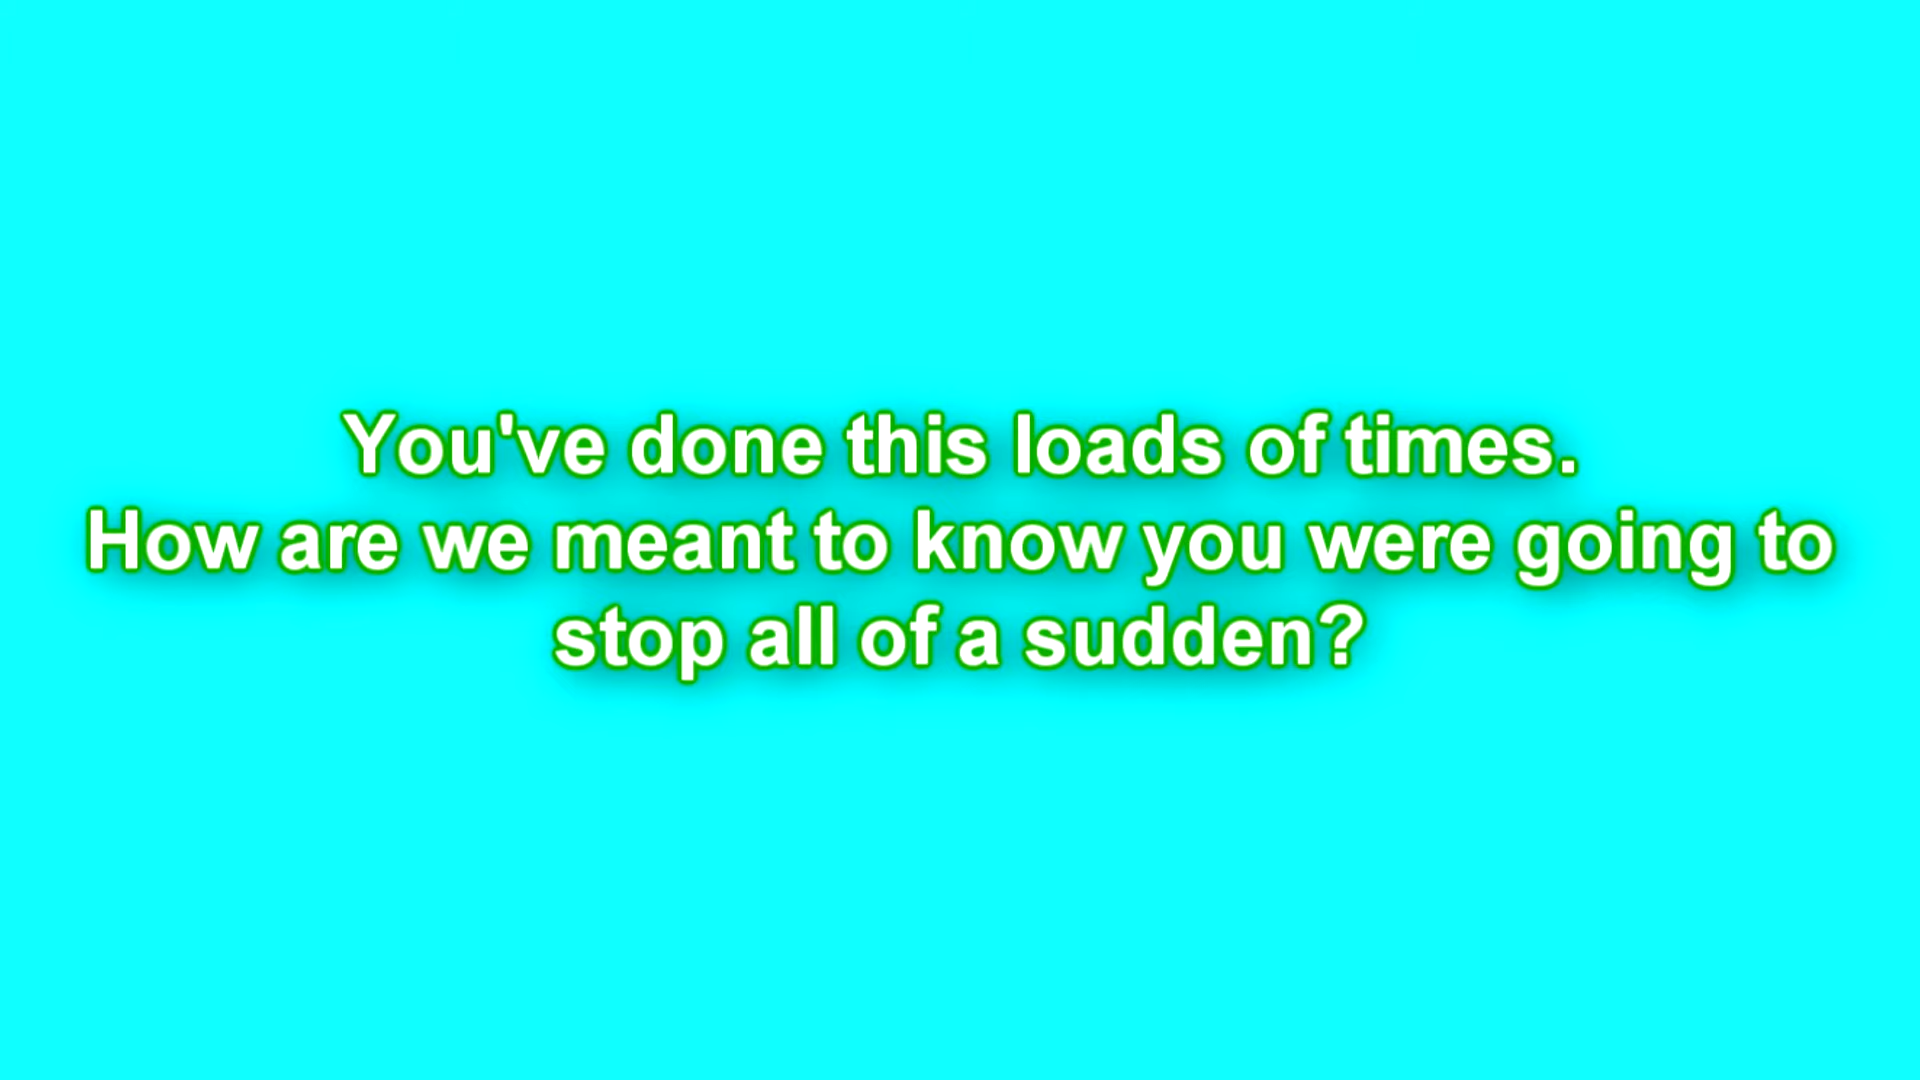 You've done this loads of times.
How are we meant to know you were going to
stop all of a sudden?